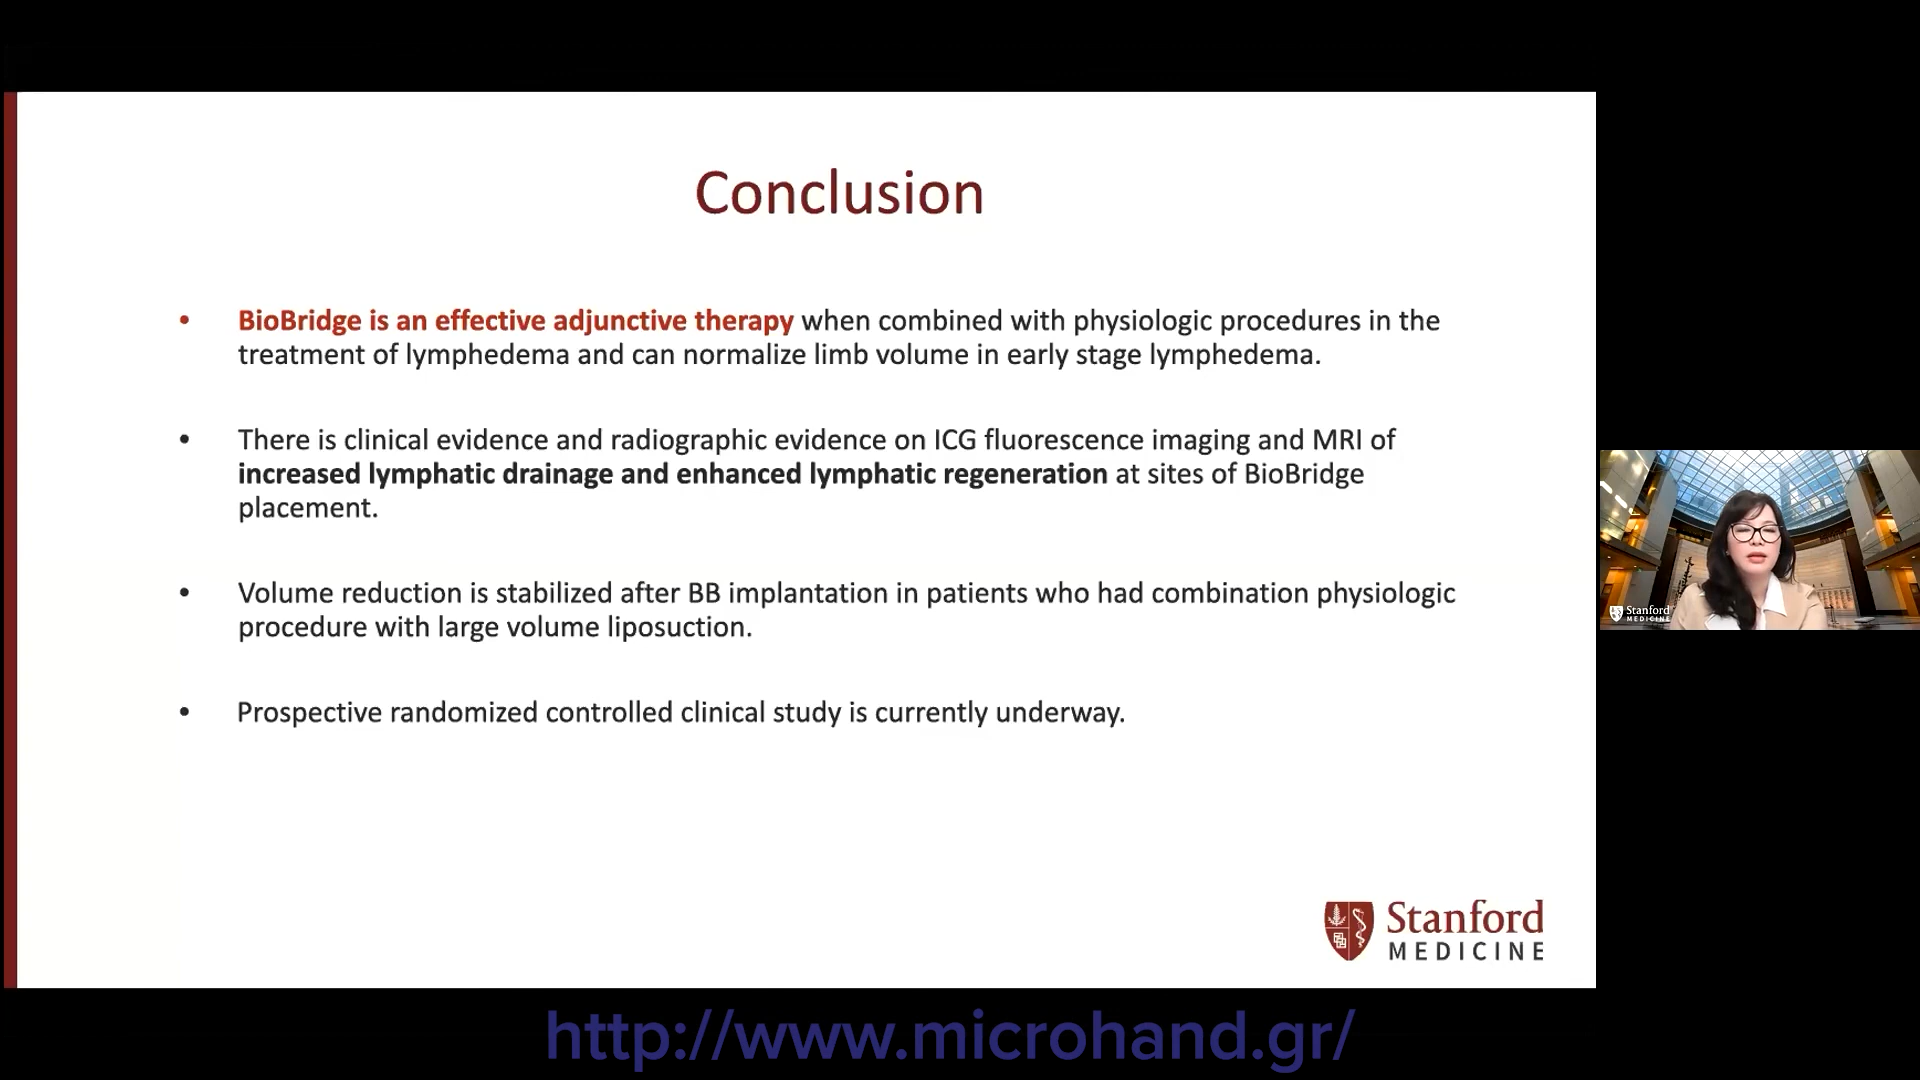 Conclusion
• BioBridge is an effective adjunctive therapy when combined with physiologic procedures in the
treatment of lymphedema and can normalize limb volume in early stage lymphedema.
• There is clinical evidence and radiographic evidence on ICG fluorescence imaging and MRI of
increased lymphatic drainage and enhanced lymphatic regeneration at sites of BioBridge
placement.
• Volume reduction is stabilized after BB implantation in patients who had combination physiologic
procedure with large volume liposuction.
• Prospective randomized controlled clinical study is currently underway.
Stanford
MEDICINE
Stanford
MEDICINE
http://www.microhand.gr/